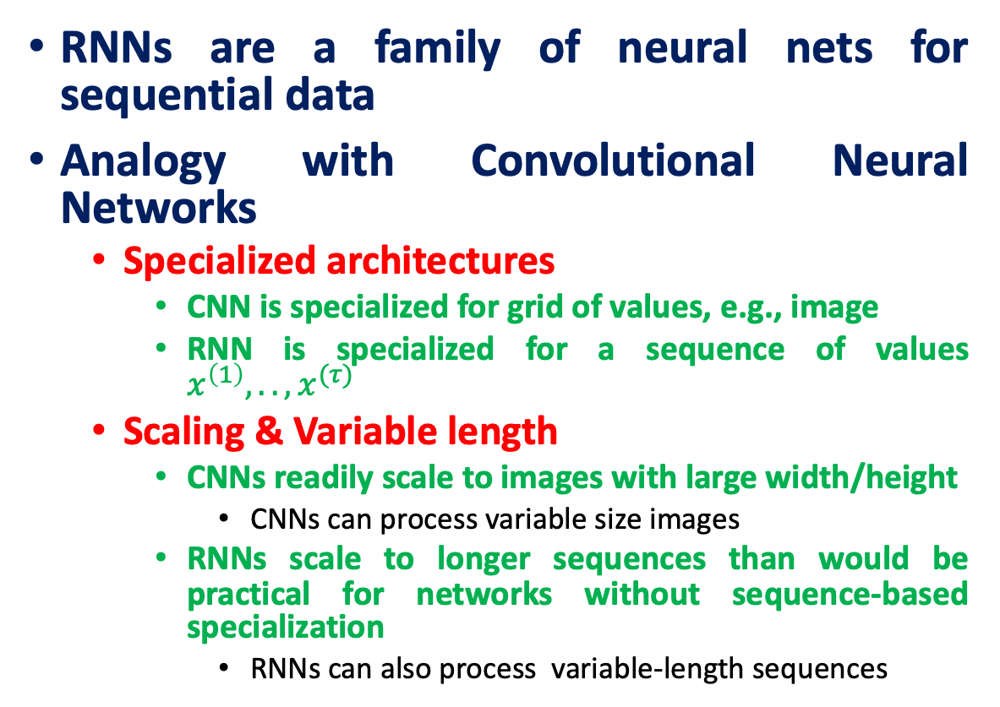 • RNNs are a family of neural nets for
sequential data
• Analogy with Convolutional Neural
Networks
• Specialized architectures
• CNN is specialized for grid of values, e.g., image
• RNN is specialized for a sequence of values
x^(1),..,x^(τ)
• Scaling & Variable length
• CNNs readily scale to images with large width/height
• CNNs can process variable size images
• RNNs scale to longer sequences than would be
practical for networks without sequence-based
specialization
• RNNs can also process  variable-length sequences